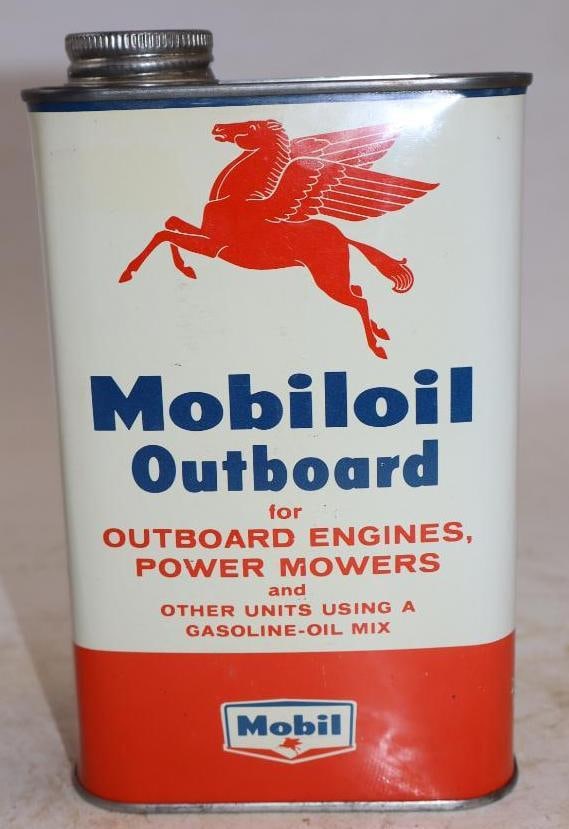 Mobiloil
Outboard
for
OUTBOARD ENGINES,
POWER MOWERS
and
OTHER UNITS USING A
GASOLINE-OIL MIX
Mobil